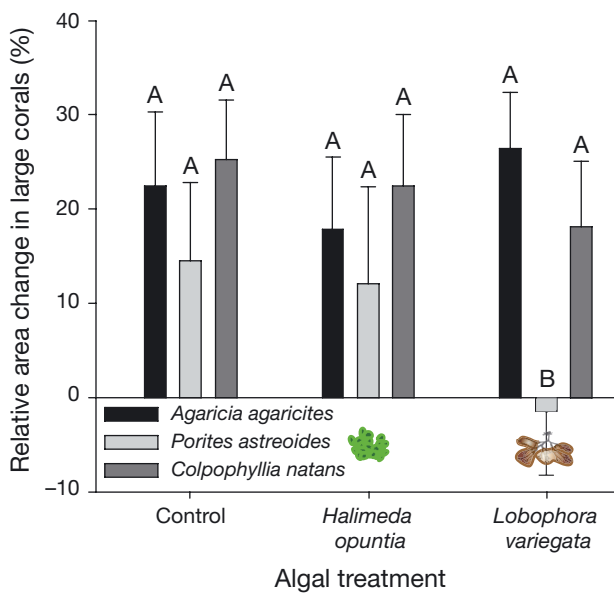 Relative area change in large corals (%)
40
30
20
10
0
−10
A
A
A
A
A
A
A
B
A
Agaricia agaricites
Porites astreoides
Colpophyllia natans
Control
Halimeda
opuntia
Lobophora
variegata
Algal treatment